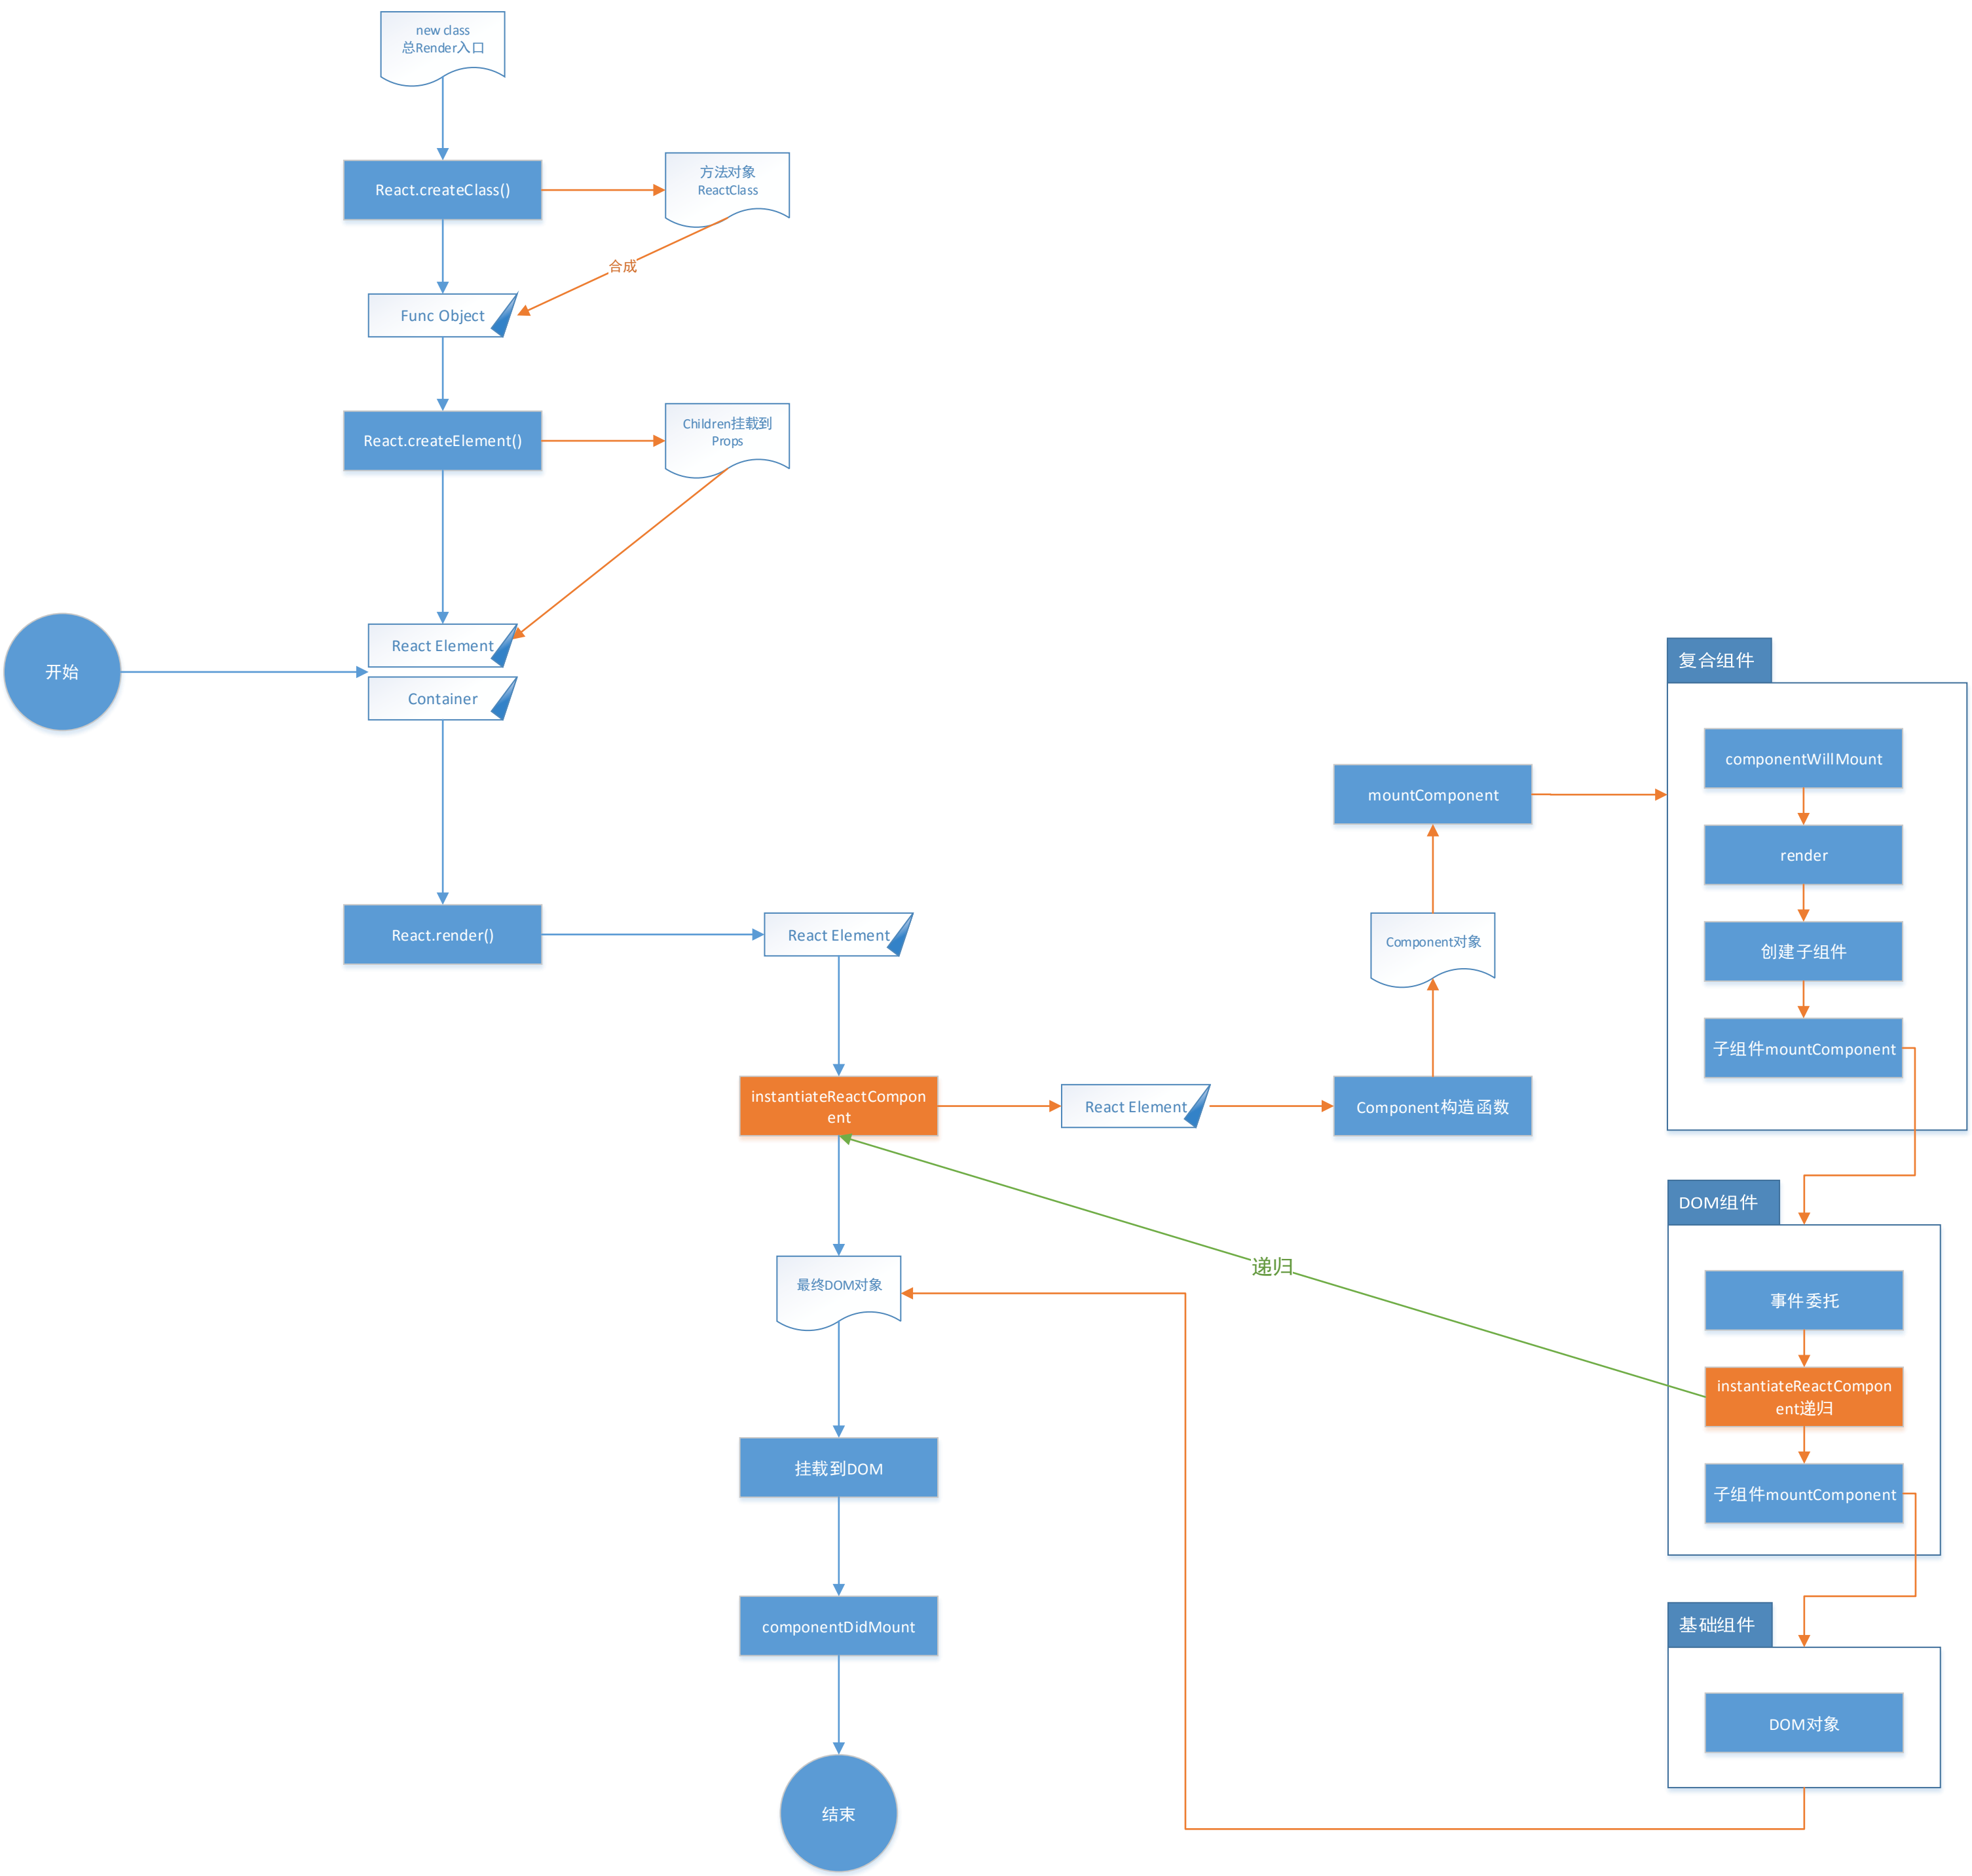 new class
总Render入口
React.createClass()
方法对象
ReactClass
合成
Func Object
React.createElement()
Children挂载到
Props
开始
React Element
Container
React.render()
React Element
instantiateReactCompon
ent
React Element
Component构造函数
Component对象
mountComponent
复合组件
componentWillMount
render
创建子组件
子组件mountComponent
DOM组件
事件委托
instantiateReactCompon
ent递归
子组件mountComponent
递归
基础组件
DOM对象
最终DOM对象
挂载到DOM
componentDidMount
结束